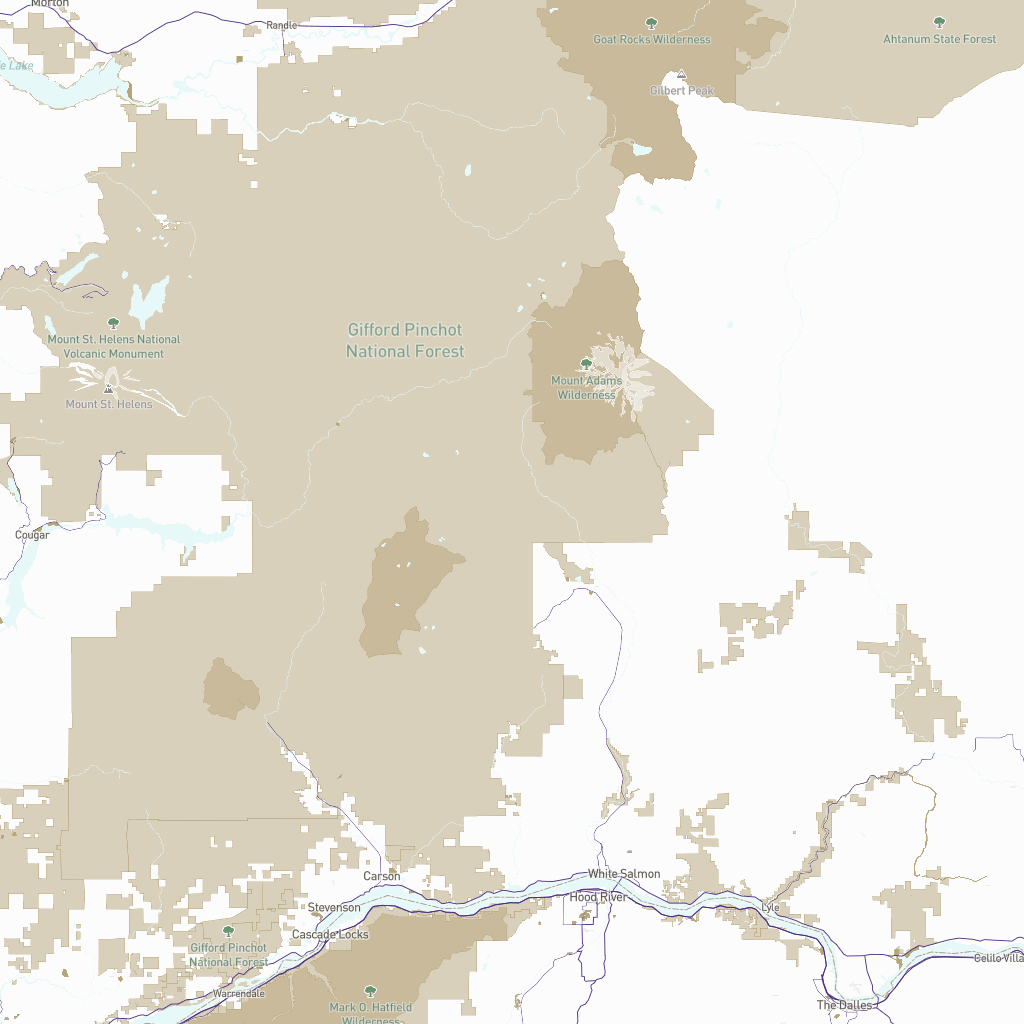 Morton
Randle
Goat Rocks Wilderness
Ahtanum State Forest
Lake
Gilbert Peak
Gifford Pinchot
National Forest
Mount St. Helens National
Volcanic Monument
Mount Adams
Wilderness
Mount St. Helens
Cougar
Carson
White Salmon
Hood River
Stevenson
Lyle
Cascade Locks
Gifford Pinchot
National Forest
Celilo Villa
Warrendale
Mark O. Hatfield
Wilderness
The Dalles